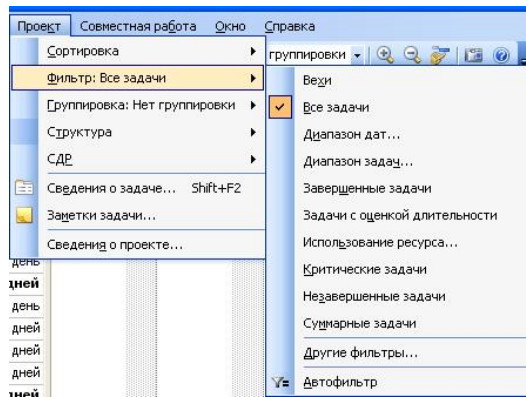 Проект Совместная работа Окно Справка
Сортировка
Фильтр: Все задачи
Группировка: Нет группировки
Структура
СДР
Сведения о задаче... Shift+F2
Заметки задачи...
Сведения о проекте...
группировки
Вехи
Все задачи
Диапазон дат...
Диапазон задач...
Завершенные задачи
Задачи с оценкой длительности
Использование ресурса...
Критические задачи
Незавершенные задачи
Суммарные задачи
Другие фильтры...
Автофильтр
день
дней
день
дней
дней
дней
дней